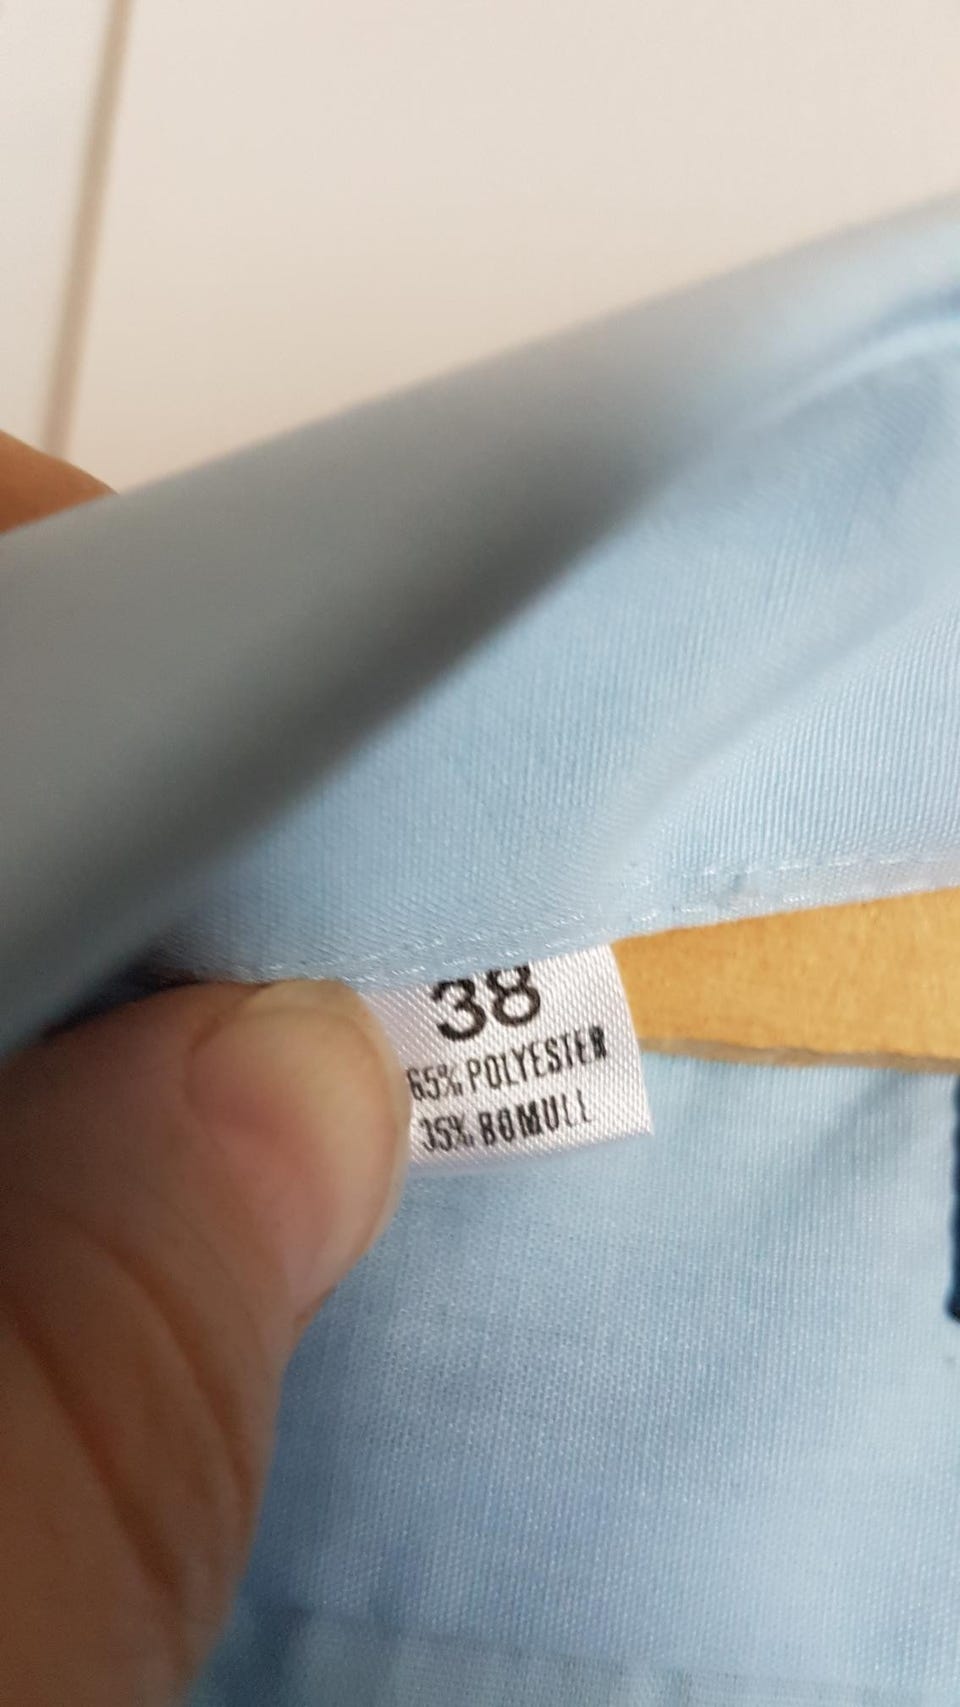 38
65% POLYESTER
35% BOMULL